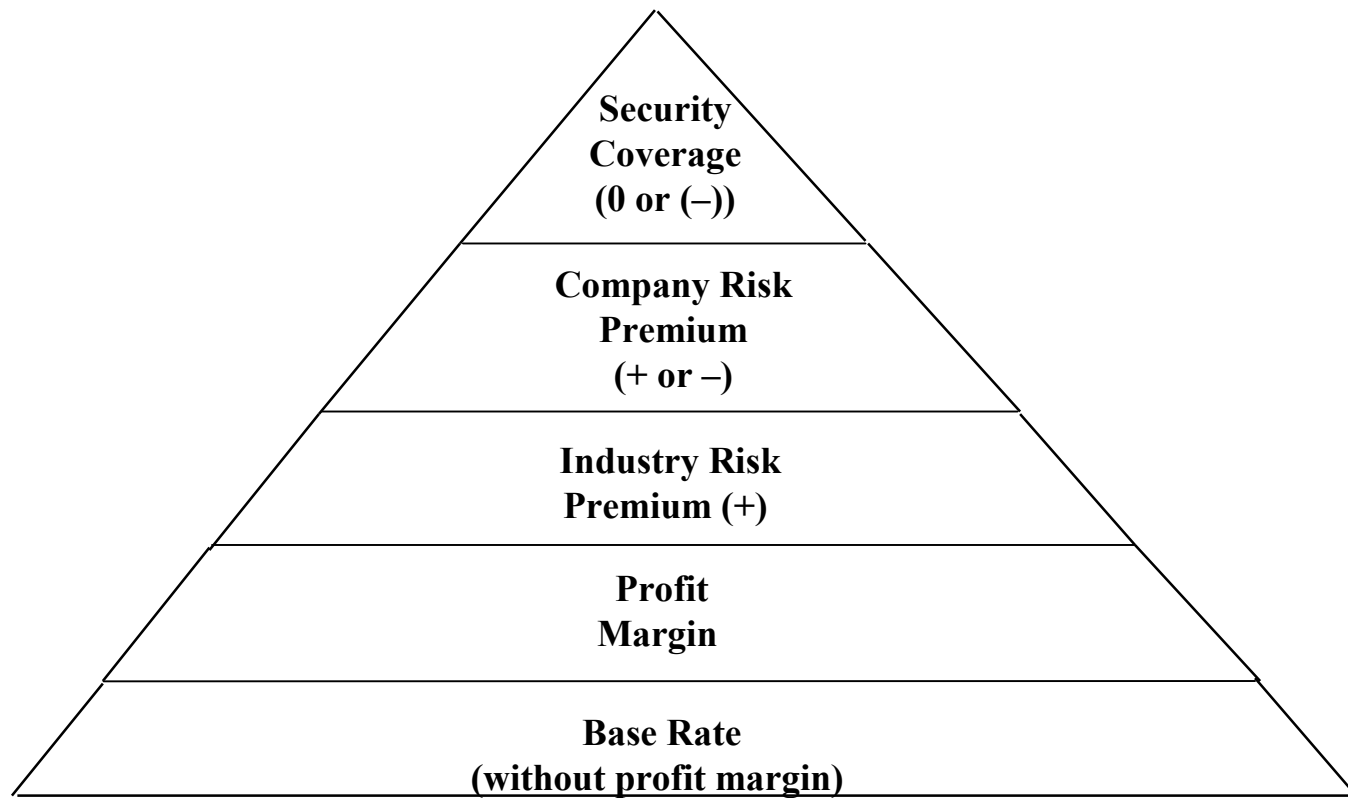 Security
Coverage
(0 or (–))
Company Risk
Premium
(+ or –)
Industry Risk
Premium (+)
Profit
Margin
Base Rate
(without profit margin)